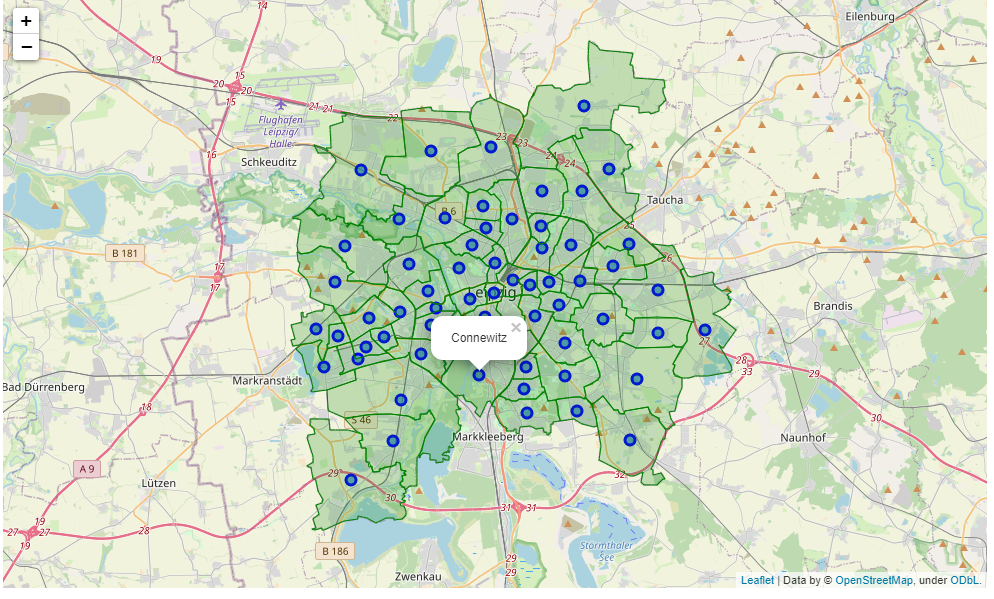 +
−
14
Eilenburg
19
15
20
20
15
21 21
Flughafen
Leipzig/
Halle
22
23
23
24
24
16
Schkeuditz
Taucha
B 6
25
B 181
26
17
17
Leipzig
Brandis
Connewitz
×
27
28
33
29
Bad Dürrenberg
Markranstädt
18
30
S 46
Markkleeberg
Naunhof
A 9
Lützen
29
32
30
31
31
19
27
27
19
28
B 186
Stormthaler
See
29
29
Zwenkau
Leaflet | Data by © OpenStreetMap, under ODbL.